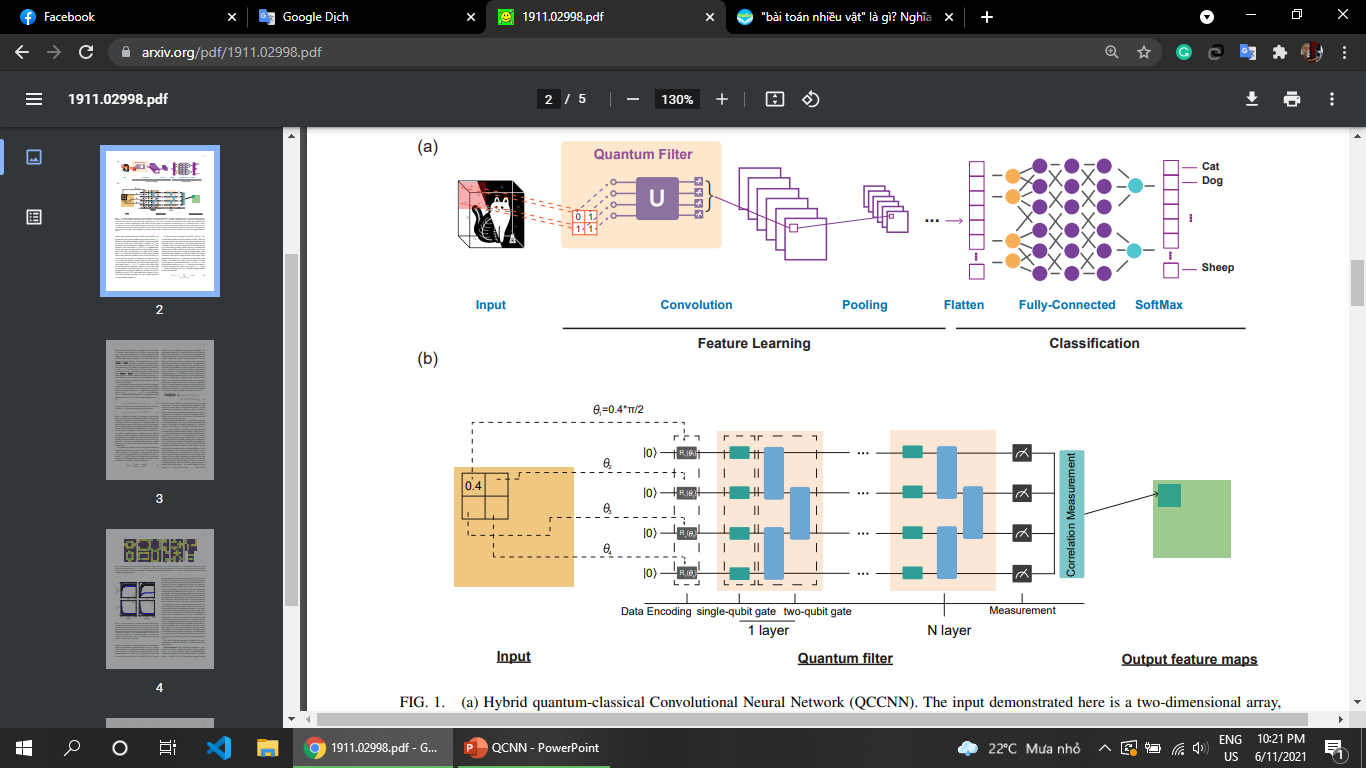 Facebook
Google Dịch
1911.02998.pdf
"bài toán nhiều vật" là gì? Nghĩa
arxiv.org/pdf/1911.02998.pdf
1911.02998.pdf
2 / 5
130%
2
3
4
(a)
Quantum Filter
U
0 1
1 1
...
Cat
Dog
Sheep
Input
Convolution
Pooling
Flatten
Fully-Connected
SoftMax
Feature Learning
Classification
(b)
θ₁=0.4*π/2
θ₂
θ₃
θ₄
0.4
|0⟩
|0⟩
|0⟩
|0⟩
...
...
...
...
Correlation Measurement
Data Encoding
single-qubit gate
two-qubit gate
Measurement
1 layer
N layer
Input
Quantum filter
Output feature maps
FIG. 1. (a) Hybrid quantum-classical Convolutional Neural Network (QCCNN). The input demonstrated here is a two-dimensional array,
1911.02998.pdf - G...
QCNN - PowerPoint
22°C Mưa nhỏ
ENG
US
10:21 PM
6/11/2021
1